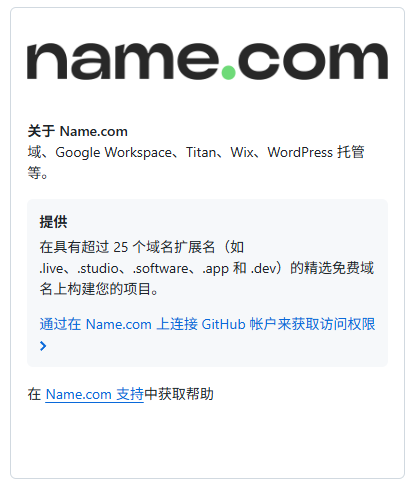 name.com
关于 Name.com
域、Google Workspace、Titan、Wix、WordPress 托管
等。
提供
在具有超过 25 个域名扩展名（如
.live、.studio、.software、.app 和 .dev）的精选免费域
名上构建您的项目。
通过在 Name.com 上连接 GitHub 帐户来获取访问权限
在 Name.com 支持中获取帮助